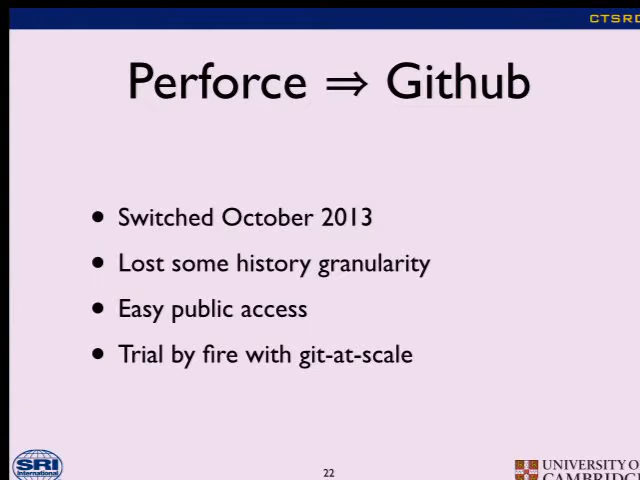 CTSRD
Perforce ⇒ Github
• Switched October 2013
• Lost some history granularity
• Easy public access
• Trial by fire with git-at-scale
SRI
International
22
UNIVERSITY OF
CAMBRIDGE